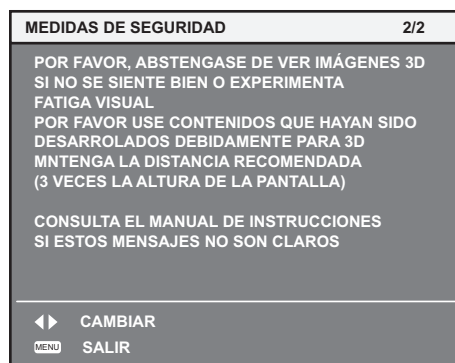 MEDIDAS DE SEGURIDAD 2/2
POR FAVOR, ABSTENGASE DE VER IMÁGENES 3D
SI NO SE SIENTE BIEN O EXPERIMENTA
FATIGA VISUAL
POR FAVOR USE CONTENIDOS QUE HAYAN SIDO
DESARROLADOS DEBIDAMENTE PARA 3D
MNTENGA LA DISTANCIA RECOMENDADA
(3 VECES LA ALTURA DE LA PANTALLA)
CONSULTA EL MANUAL DE INSTRUCCIONES
SI ESTOS MENSAJES NO SON CLAROS
CAMBIAR
MENU SALIR